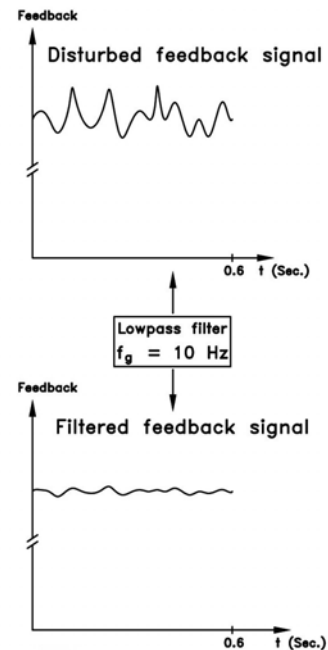 Feedback
Disturbed feedback signal
0.6 t (Sec.)
Lowpass filter
fg = 10 Hz
Feedback
Filtered feedback signal
0.6 t (Sec.)